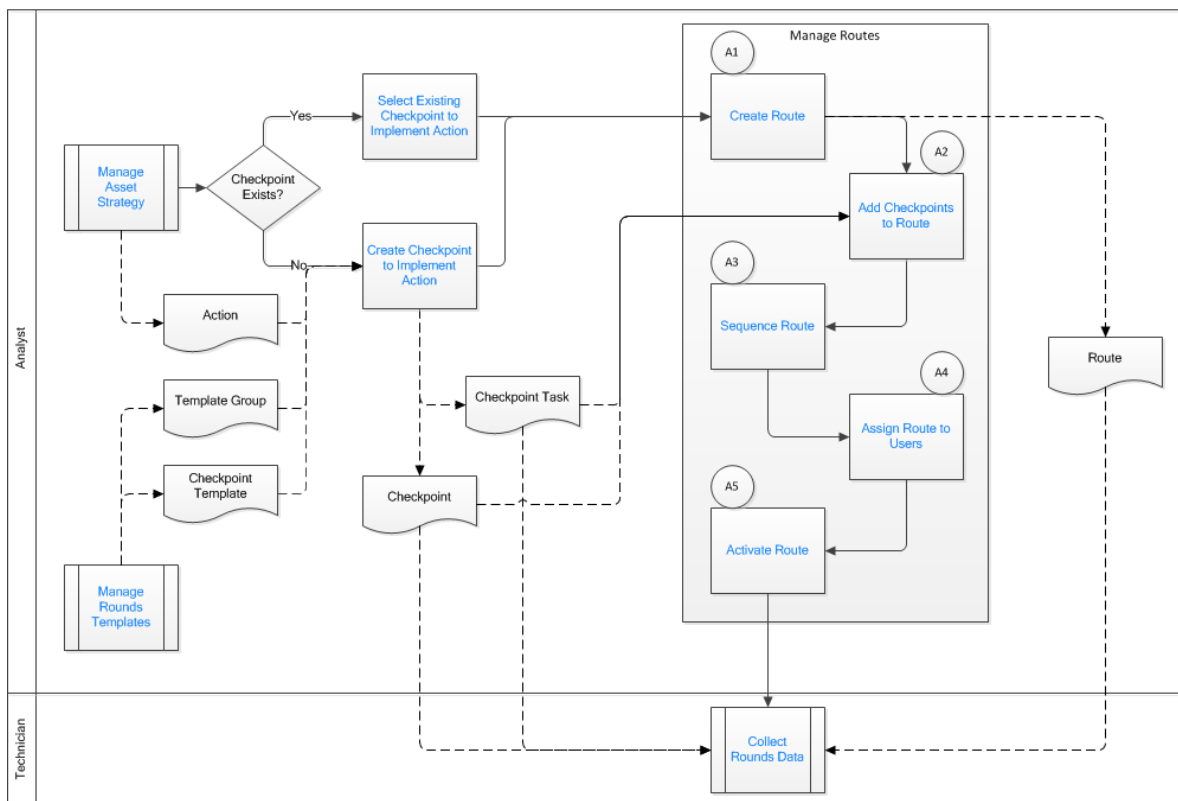 Manage Routes
A1
Select Existing
Checkpoint to
Implement Action
Yes
Create Route
A2
Manage
Asset
Strategy
Checkpoint
Exists?
Add Checkpoints
to Route
Create Checkpoint
to Implement
Action
No
A3
Action
Sequence Route
Analyst
Route
A4
Template Group
Checkpoint Task
Assign Route to
Users
Checkpoint
Template
Checkpoint
A5
Activate Route
Manage
Rounds
Templates
Technician
Collect
Rounds Data